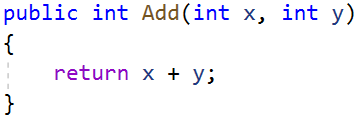 public int Add(int x, int y)
{
    return x + y;
}